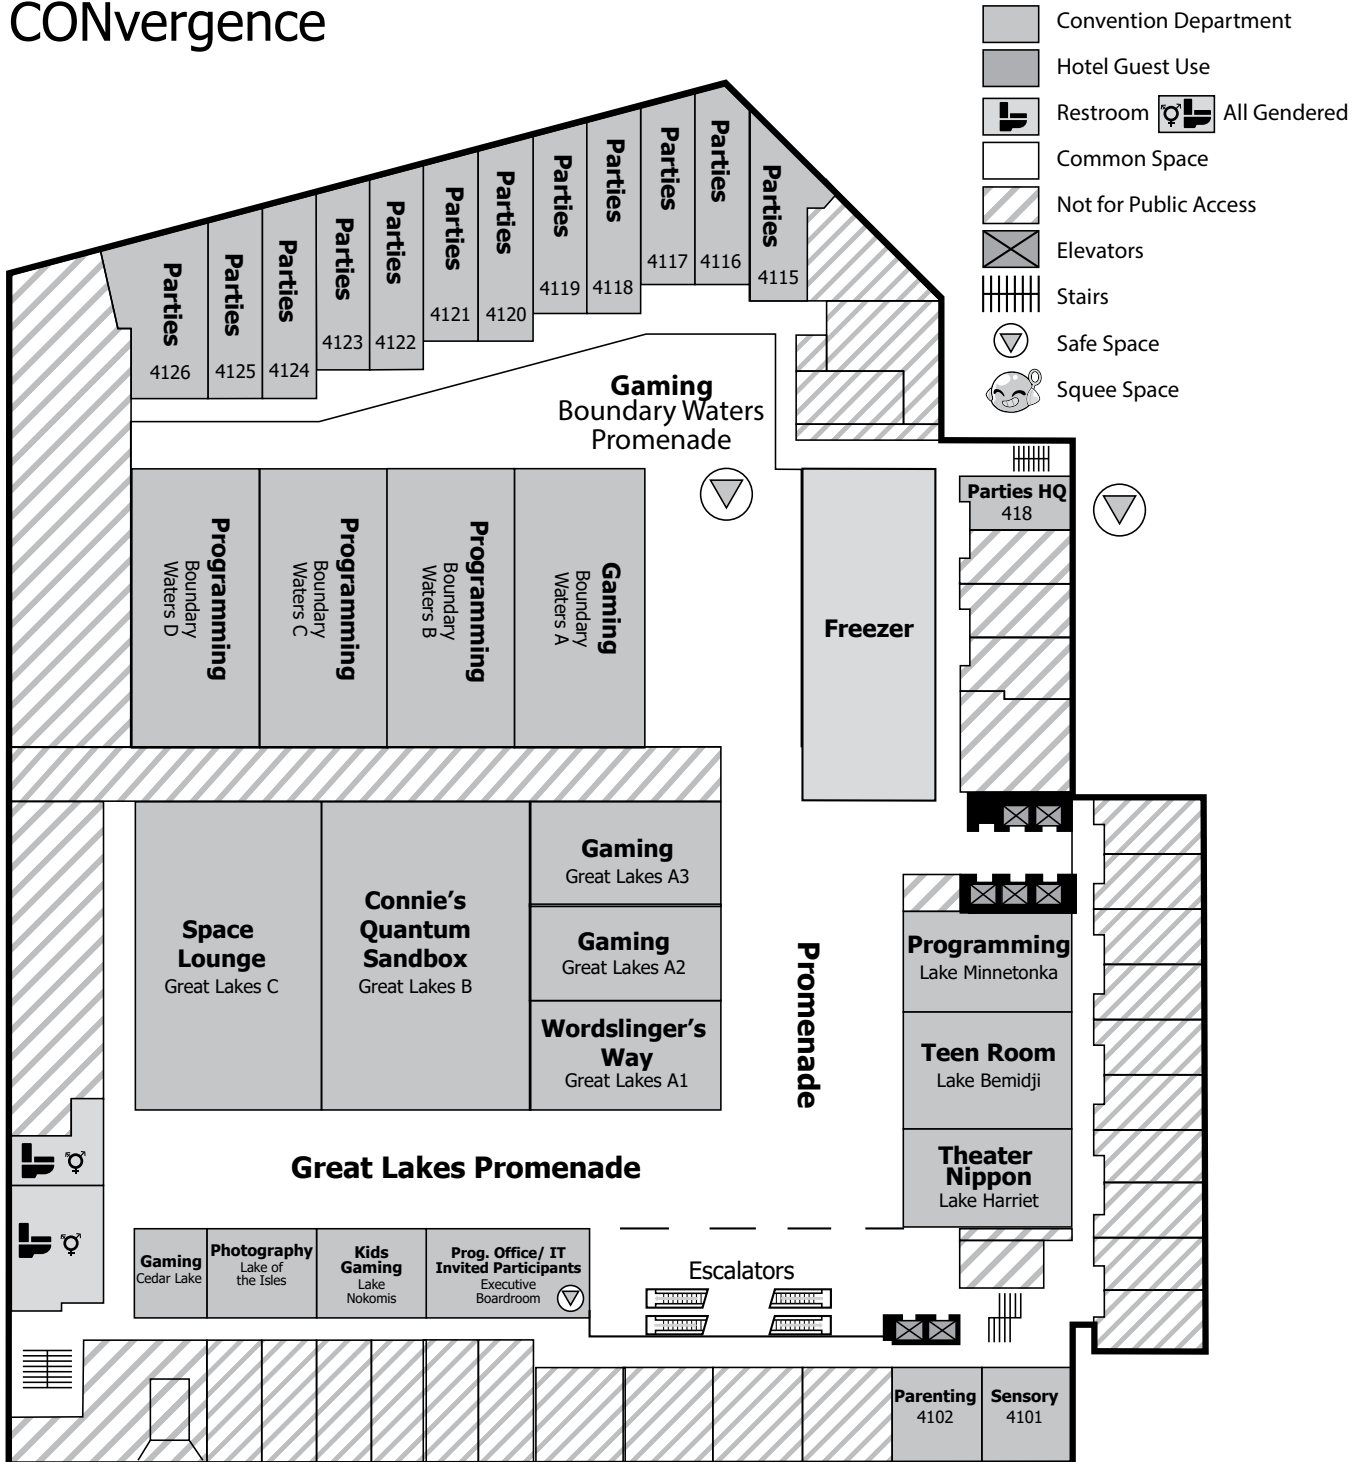 CONvergence
Convention Department
Hotel Guest Use
Restroom
All Gendered
Common Space
Not for Public Access
Elevators
Stairs
Safe Space
Squee Space
Parties
4126
Parties
4125
Parties
4124
Parties
4123
Parties
4122
Parties
4121
Parties
4120
Parties
4119
Parties
4118
Parties
4117
Parties
4116
Parties
4115
Gaming
Boundary Waters
Promenade
Parties HQ
418
Programming
Boundary
Waters D
Programming
Boundary
Waters C
Programming
Boundary
Waters B
Gaming
Boundary
Waters A
Freezer
Space
Lounge
Great Lakes C
Connie’s
Quantum
Sandbox
Great Lakes B
Gaming
Great Lakes A3
Gaming
Great Lakes A2
Wordslinger’s
Way
Great Lakes A1
Promenade
Programming
Lake Minnetonka
Teen Room
Lake Bemidji
Theater
Nippon
Lake Harriet
Great Lakes Promenade
Gaming
Cedar Lake
Photography
Lake of
the Isles
Kids
Gaming
Lake
Nokomis
Prog. Office/ IT
Invited Participants
Executive
Boardroom
Escalators
Parenting
4102
Sensory
4101